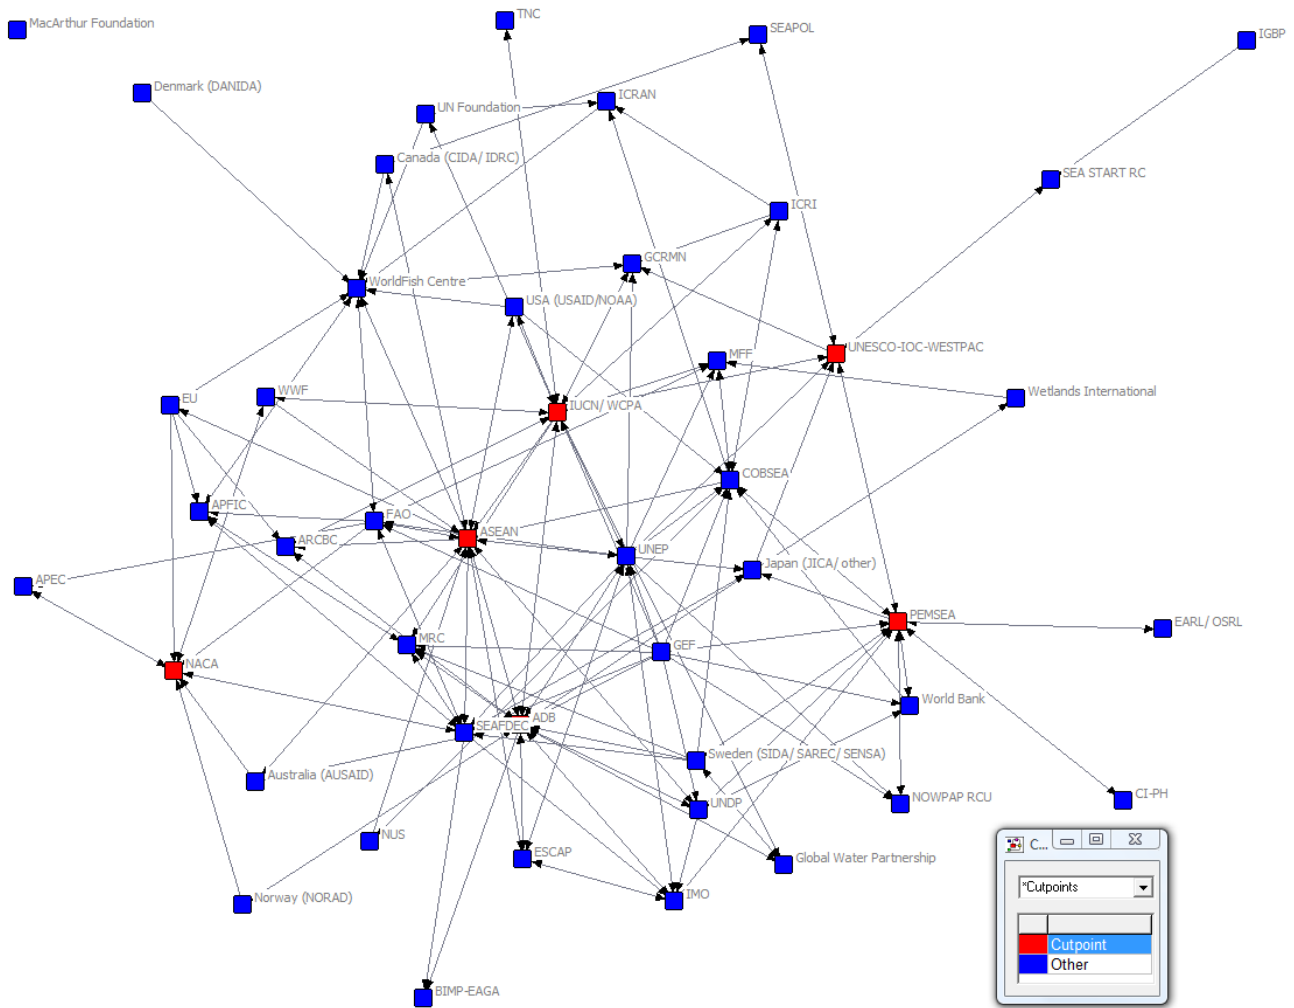 TNC
MacArthur Foundation
SEAPOL
IGBP
Denmark (DANIDA)
ICRAN
UN Foundation
Canada (CIDA/ IDRC)
SEA START RC
ICRI
GCRMN
WorldFish Centre
USA (USAID/NOAA)
UNESCO-IOC-WESTPAC
MFF
WWF
Wetlands International
EU
IUCN/ WCPA
COBSEA
APFIC
FAO
ASEAN
ARCBC
UNEP
Japan (JICA/ other)
APEC
PEMSEA
EARL/ OSRL
MRC
GEF
NACA
World Bank
ADB
SEAFDEC
Sweden (SIDA/ SAREC/ SENSA)
Australia (AUSAID)
CI-PH
NOWPAP RCU
UNDP
NUS
C...
ESCAP
Global Water Partnership
*Cutpoints
IMO
Norway (NORAD)
Cutpoint
Other
BIMP-EAGA